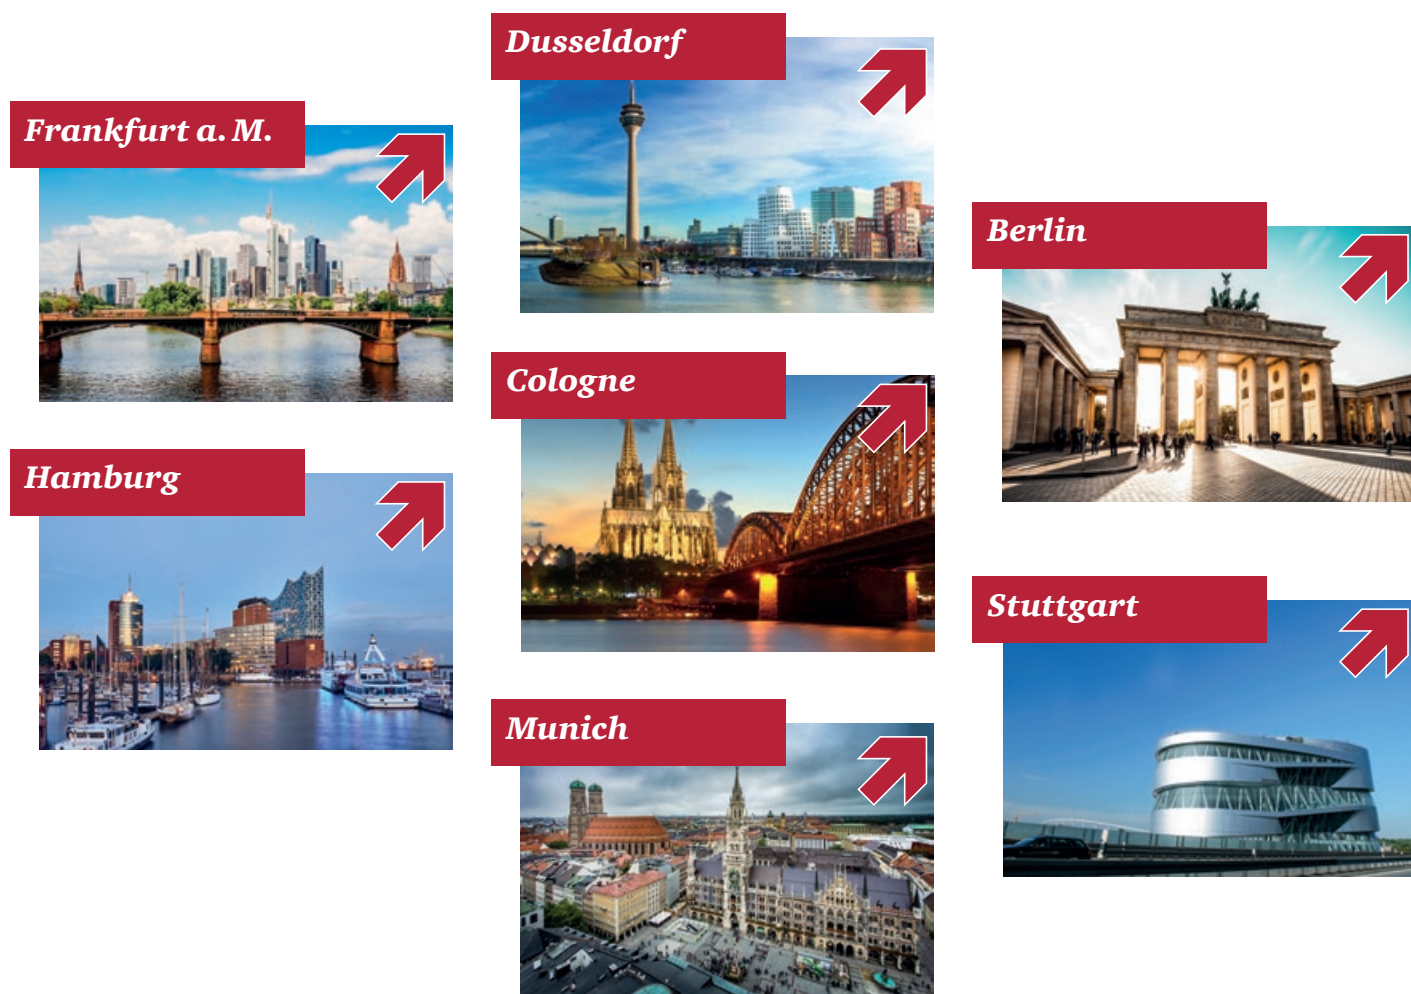 Frankfurt a. M.
Hamburg
Dusseldorf
Cologne
Munich
Berlin
Stuttgart